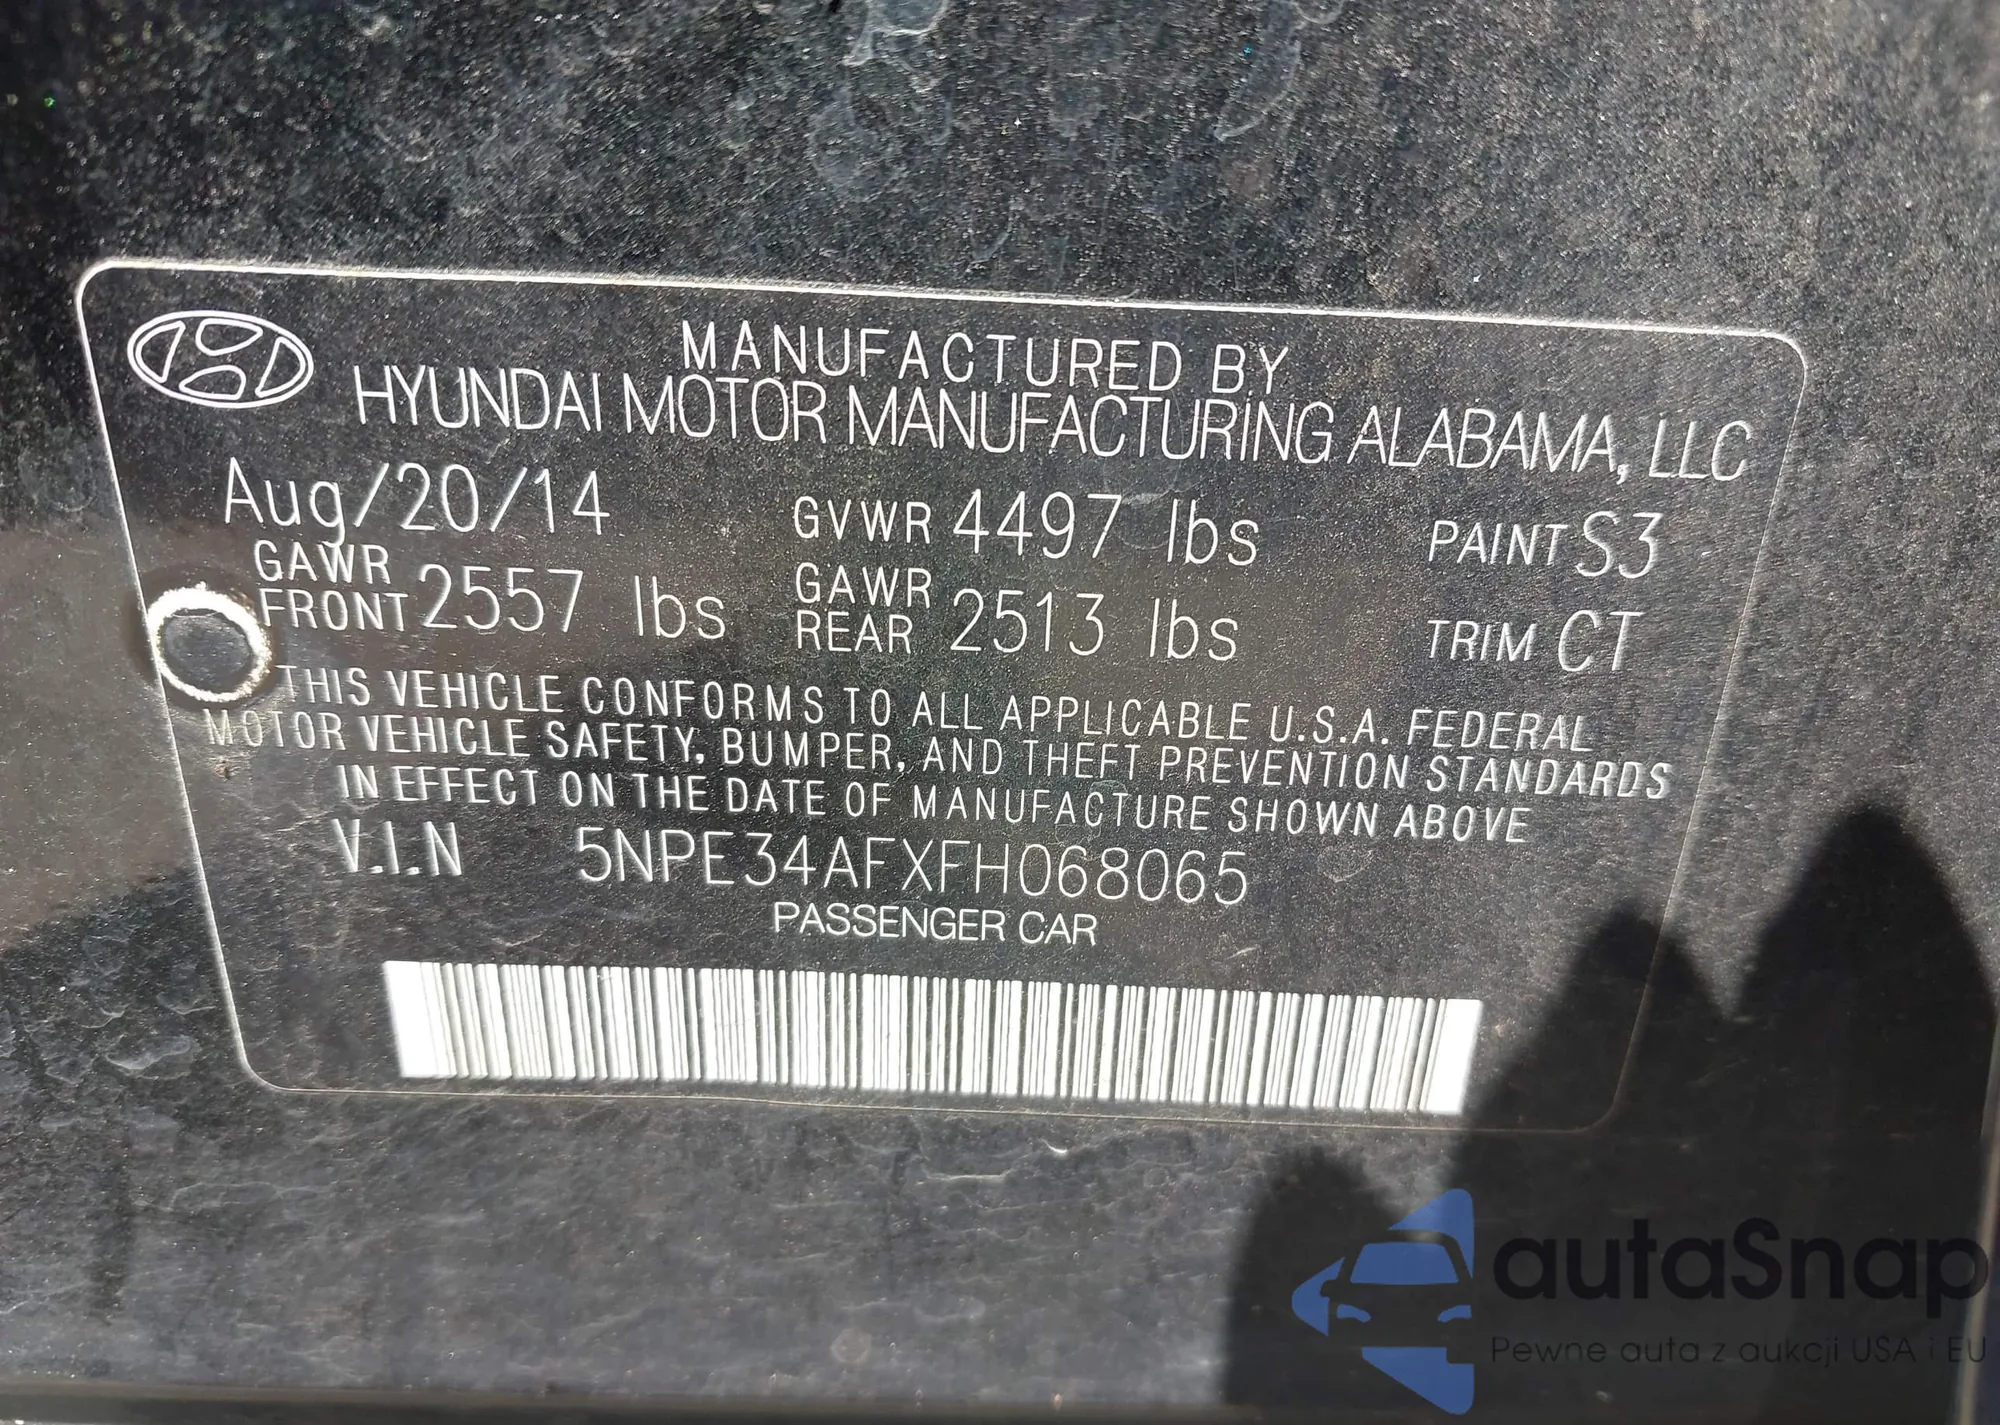 MANUFACTURED BY
HYUNDAI MOTOR MANUFACTURING ALABAMA, LLC
Aug/20/14 GVWR 4497 lbs PAINT S3
GAWR FRONT 2557 lbs GAWR REAR 2513 lbs TRIM CT
THIS VEHICLE CONFORMS TO ALL APPLICABLE U.S.A. FEDERAL
MOTOR VEHICLE SAFETY, BUMPER, AND THEFT PREVENTION STANDARDS
IN EFFECT ON THE DATE OF MANUFACTURE SHOWN ABOVE
V.I.N 5NPE34AFXFH068065
PASSENGER CAR
autaSnap
Pewne auta z aukcji USA i EU